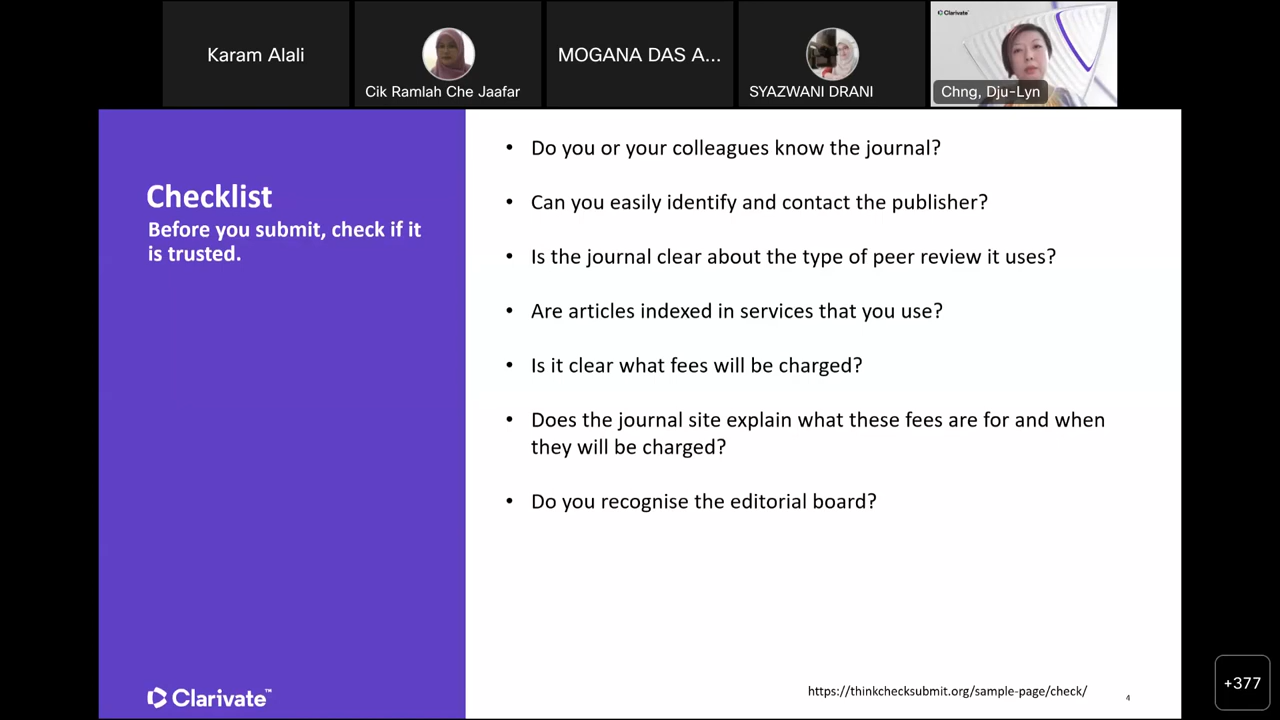 Karam Alali
Cik Ramlah Che Jaafar
MOGANA DAS A...
SYAZWANI DRANI
Clarivate
Chng, Dju-Lyn
Checklist
Before you submit, check if it
is trusted.
• Do you or your colleagues know the journal?
• Can you easily identify and contact the publisher?
• Is the journal clear about the type of peer review it uses?
• Are articles indexed in services that you use?
• Is it clear what fees will be charged?
• Does the journal site explain what these fees are for and when
they will be charged?
• Do you recognise the editorial board?
Clarivate™
https://thinkchecksubmit.org/sample-page/check/
4
+377